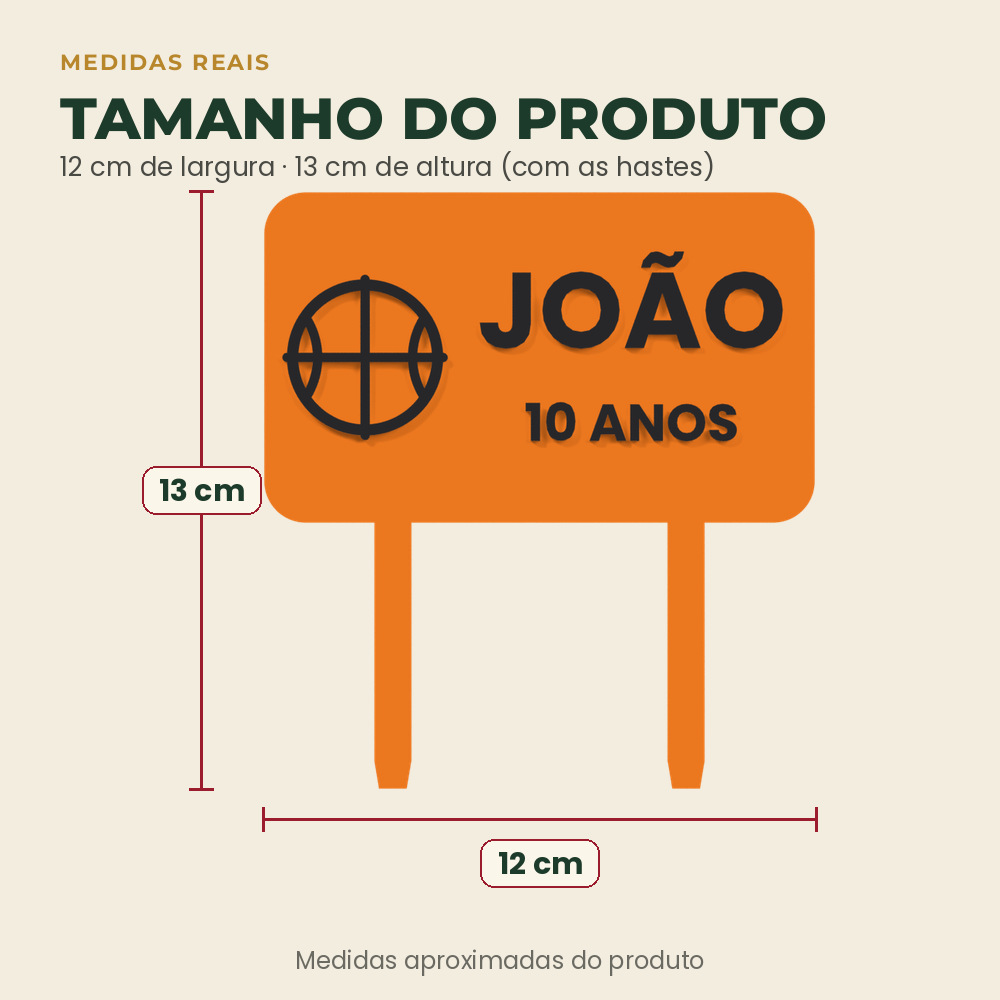 MEDIDAS REAIS
TAMANHO DO PRODUTO
12 cm de largura · 13 cm de altura (com as hastes)
JOÃO
10 ANOS
13 cm
12 cm
Medidas aproximadas do produto